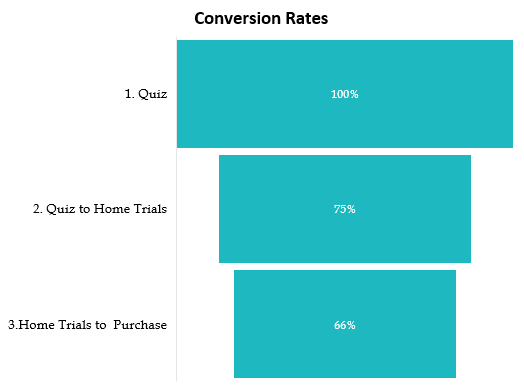 Conversion Rates
1. Quiz
100%
2. Quiz to Home Trials
75%
3.Home Trials to  Purchase
66%